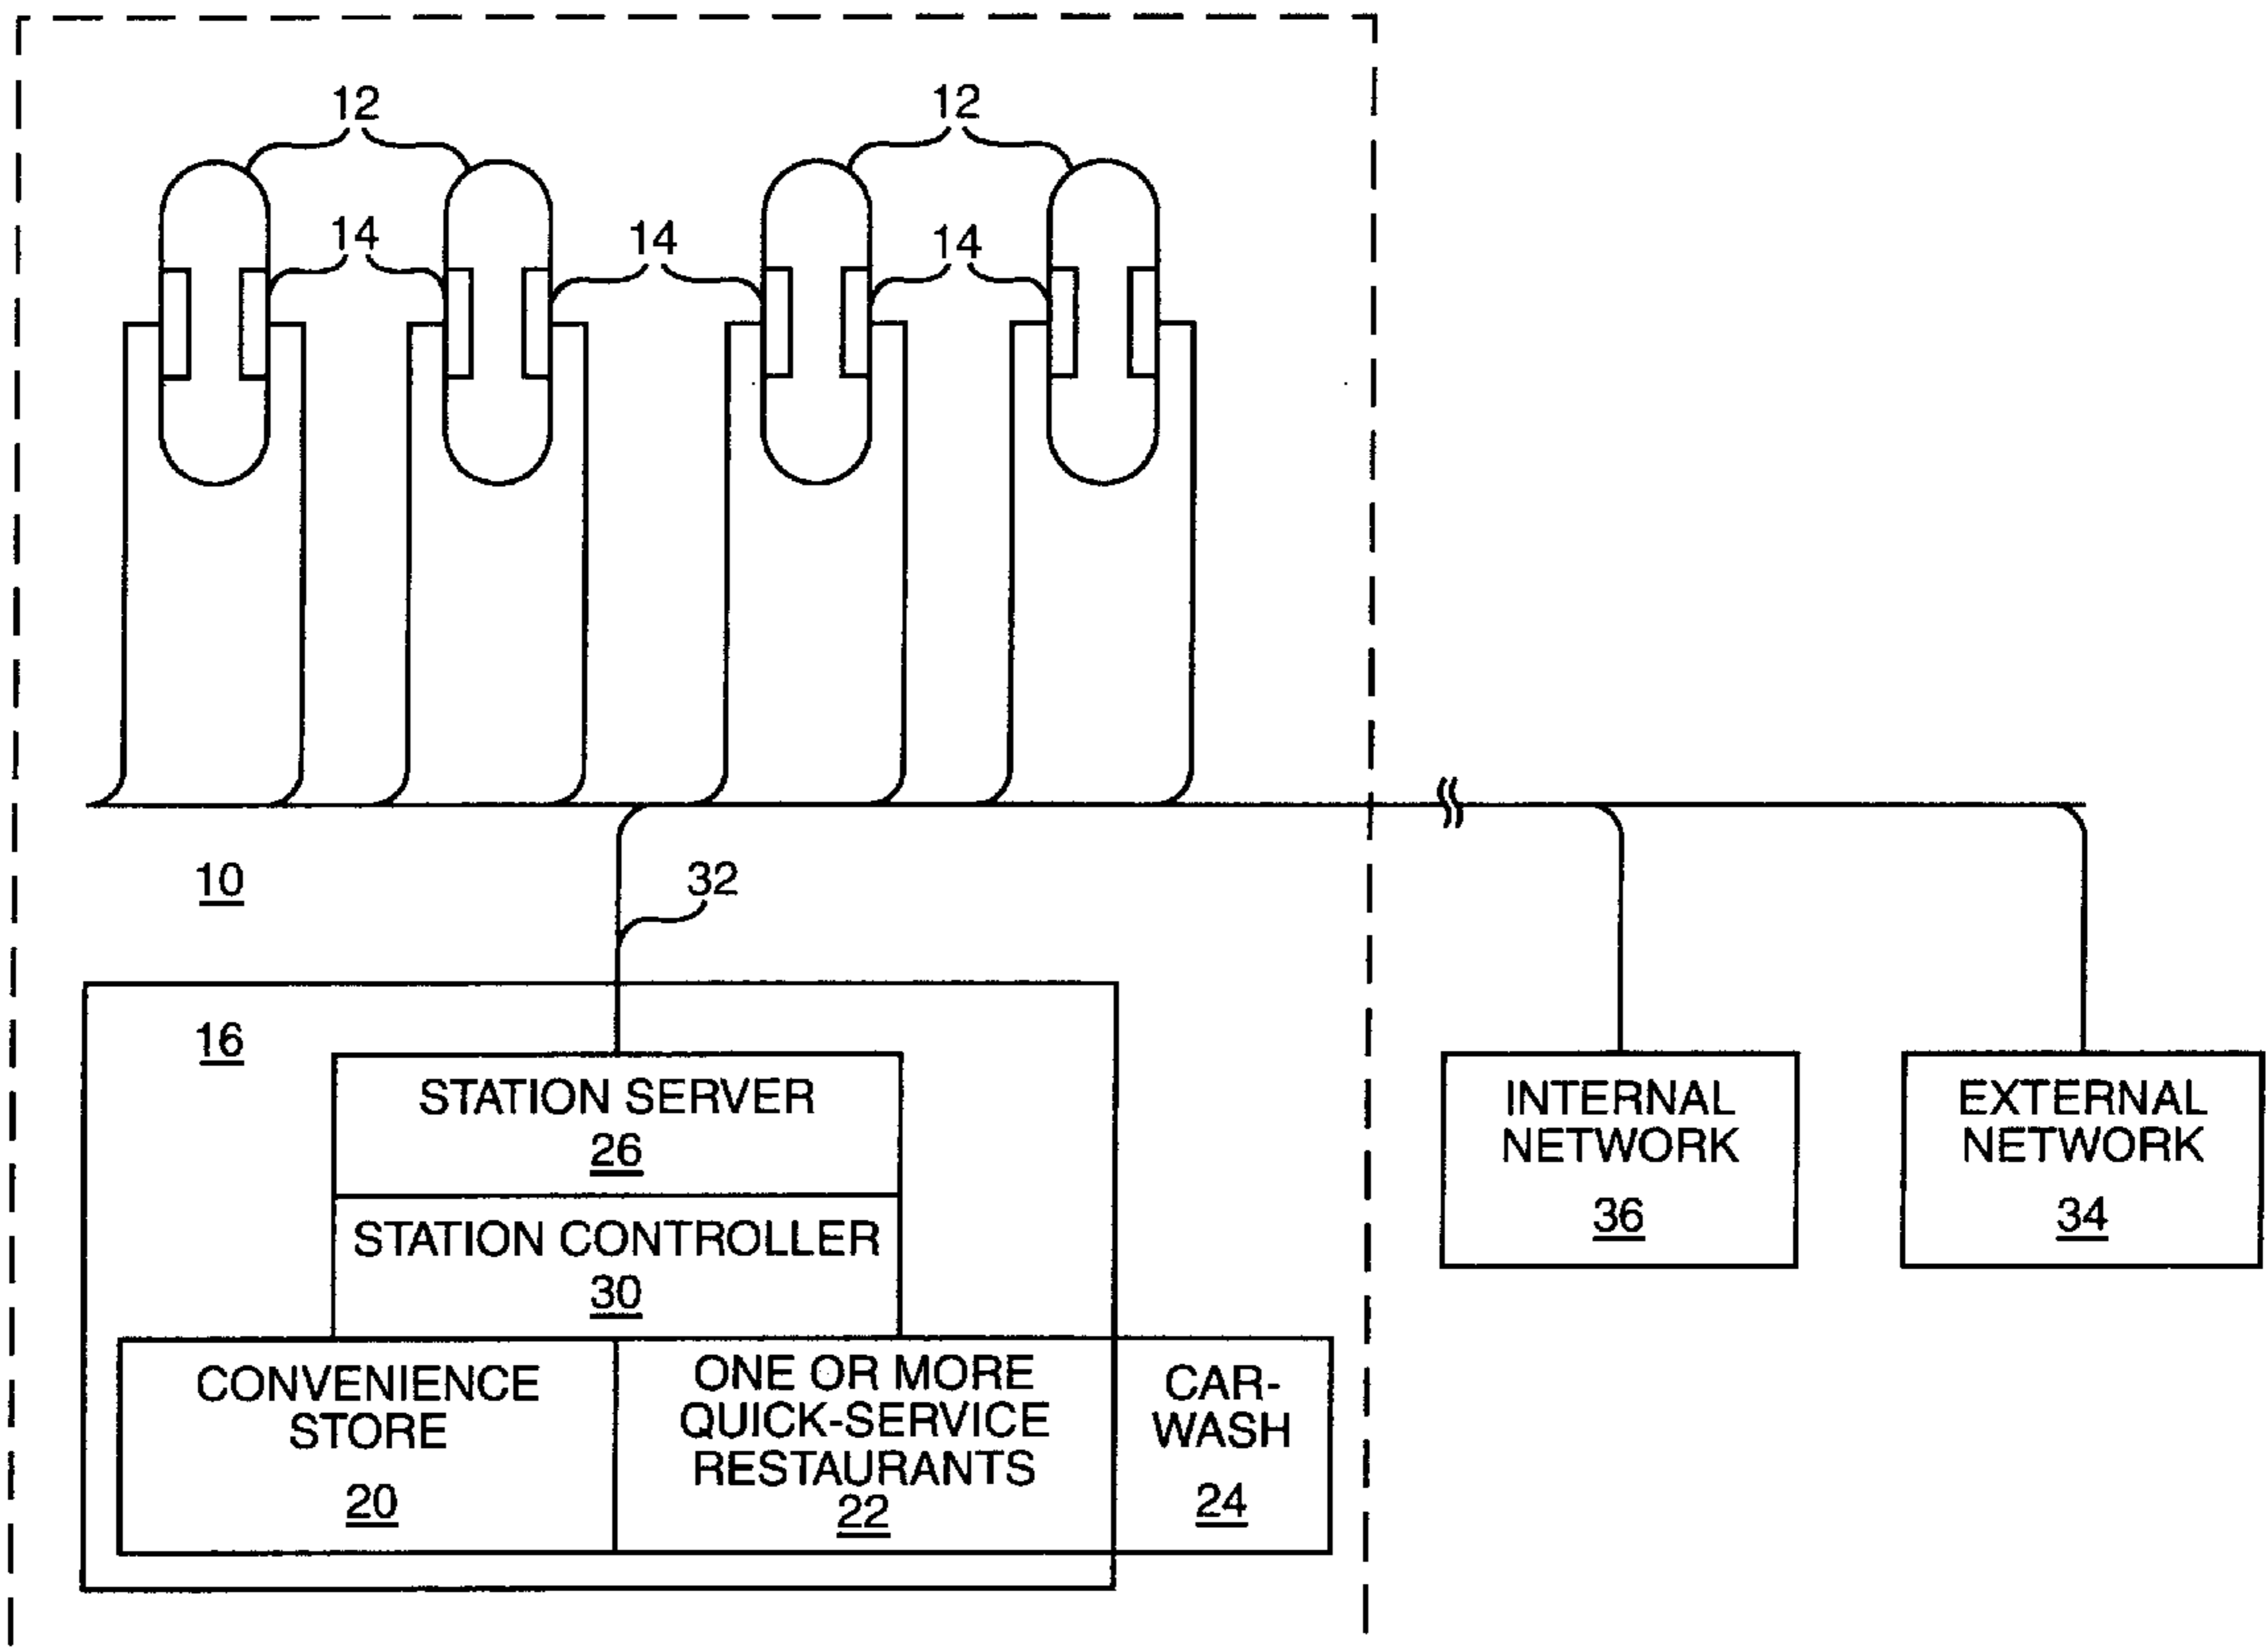 12
12
14
14
14
10
32
16
STATION SERVER
26
STATION CONTROLLER
30
CONVENIENCE
STORE
20
ONE OR MORE
QUICK-SERVICE
RESTAURANTS
22
CAR-
WASH
24
INTERNAL
NETWORK
36
EXTERNAL
NETWORK
34